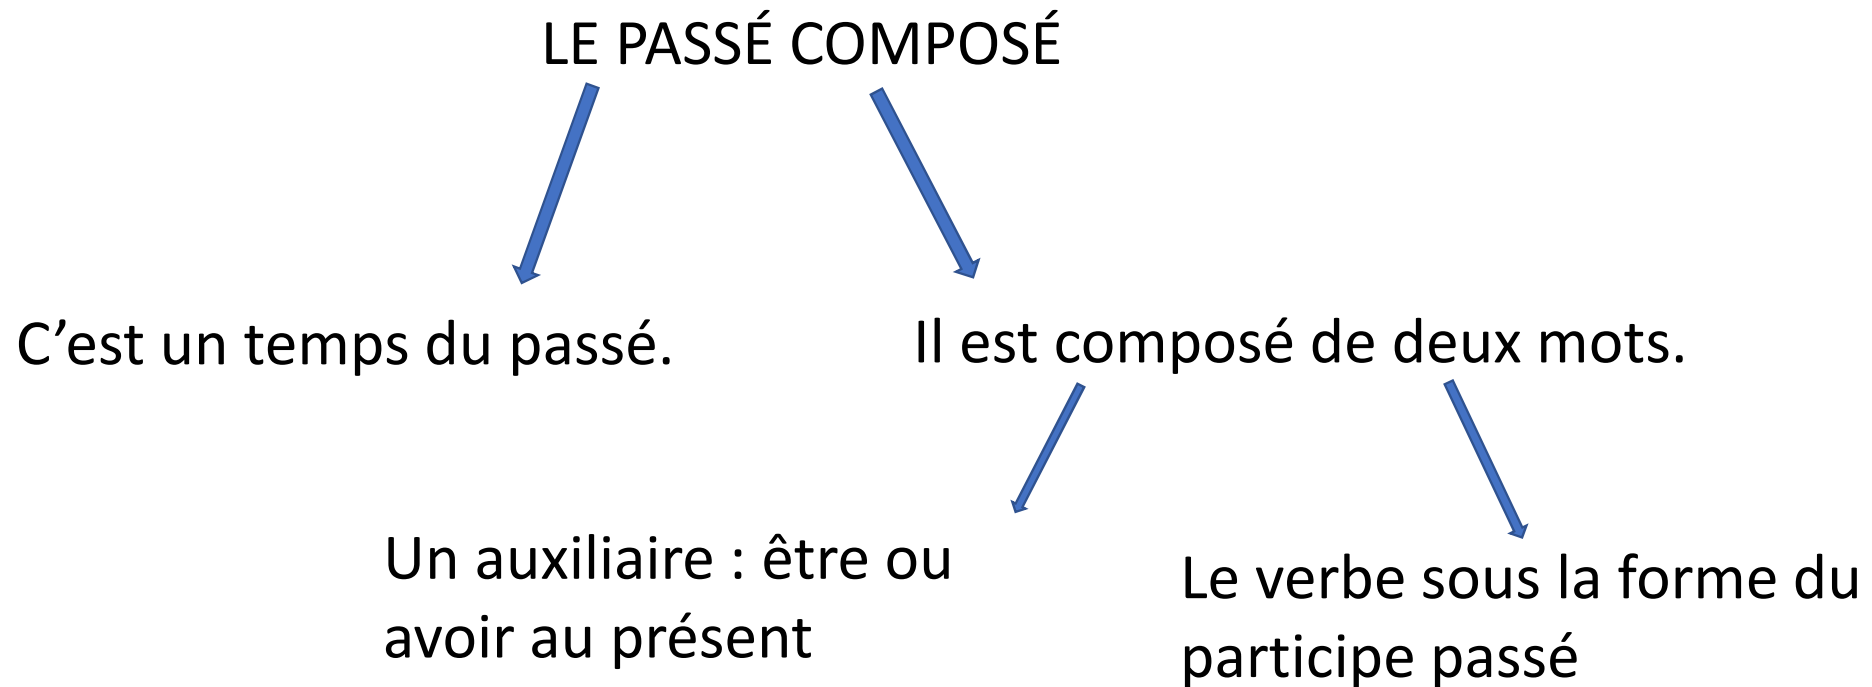 LE PASSÉ COMPOSÉ
C’est un temps du passé.
Il est composé de deux mots.
Un auxiliaire : être ou
avoir au présent
Le verbe sous la forme du
participe passé